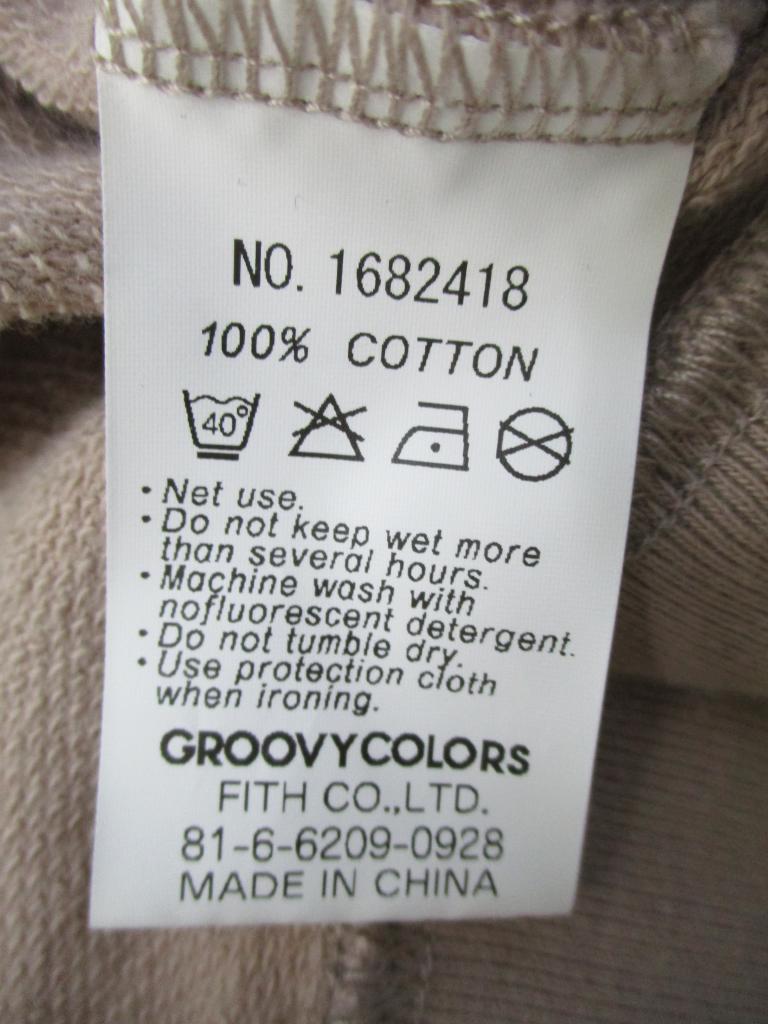 NO. 1682418
100% COTTON
40°
• Net use.
• Do not keep wet more
than several hours.
• Machine wash with
nofluorescent detergent.
• Do not tumble dry.
• Use protection cloth
when ironing.
GROOVYCOLORS
FITH CO.,LTD.
81-6-6209-0928
MADE IN CHINA